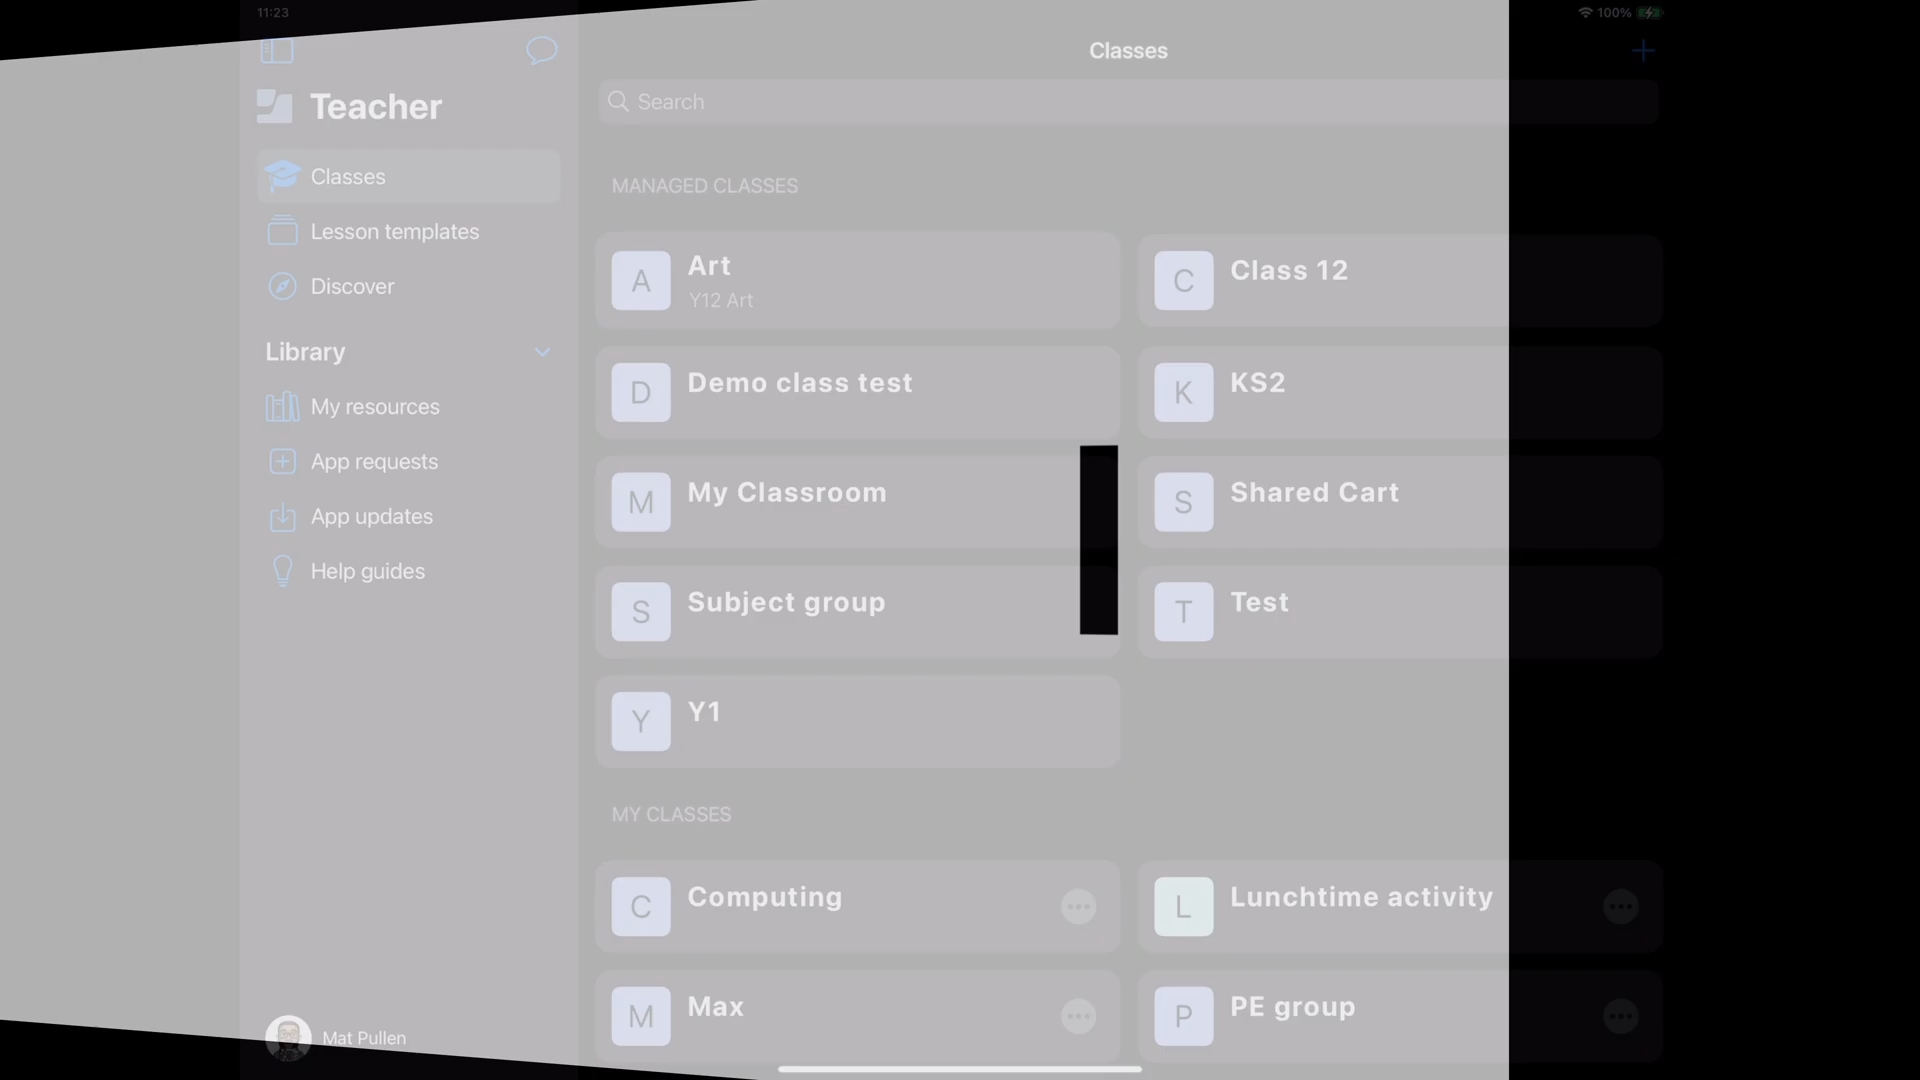 11:23
100%
Teacher
Classes
Lesson templates
Discover
Library
My resources
App requests
App updates
Help guides
Mat Pullen
Classes
Search
MANAGED CLASSES
A
Art
Y12 Art
C
Class 12
D
Demo class test
K
KS2
M
My Classroom
S
Shared Cart
S
Subject group
T
Test
Y
Y1
MY CLASSES
C
Computing
L
Lunchtime activity
M
Max
P
PE group